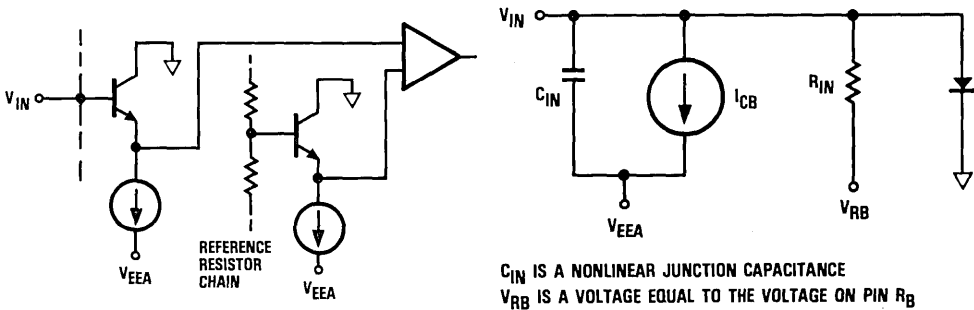 V_IN
V_EEA
REFERENCE
RESISTOR
CHAIN
V_EEA
V_IN
C_IN
I_CB
R_IN
V_EEA
V_RB
C_IN IS A NONLINEAR JUNCTION CAPACITANCE
V_RB IS A VOLTAGE EQUAL TO THE VOLTAGE ON PIN R_B